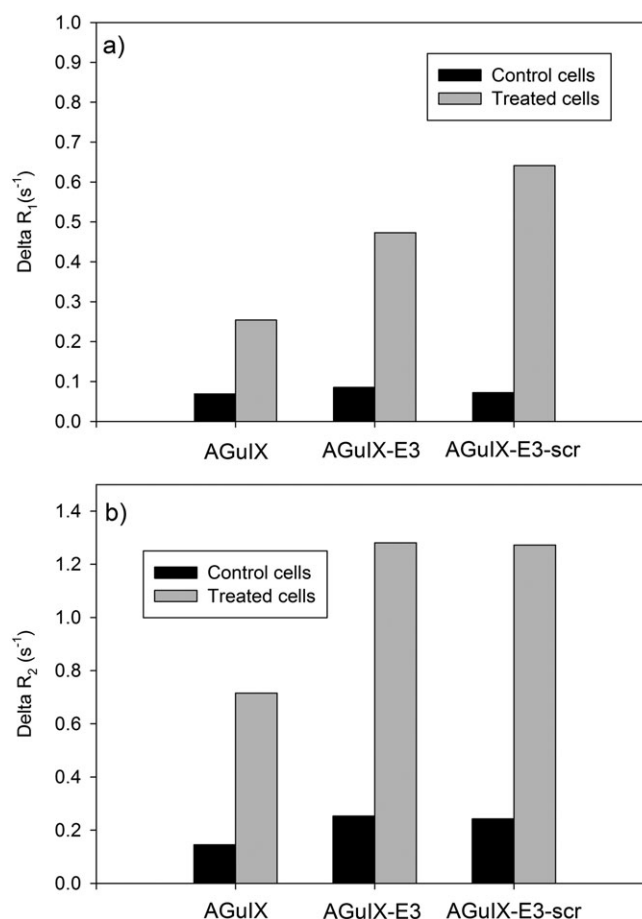 a)
Control cells
Treated cells
1.0
0.9
0.8
0.7
0.6
0.5
0.4
0.3
0.2
0.1
0.0
Delta R₁(s⁻¹)
AGuIX AGuIX-E3 AGuIX-E3-scr
b)
Control cells
Treated cells
1.4
1.2
1.0
0.8
0.6
0.4
0.2
0.0
Delta R₂ (s⁻¹)
AGuIX AGuIX-E3 AGuIX-E3-scr